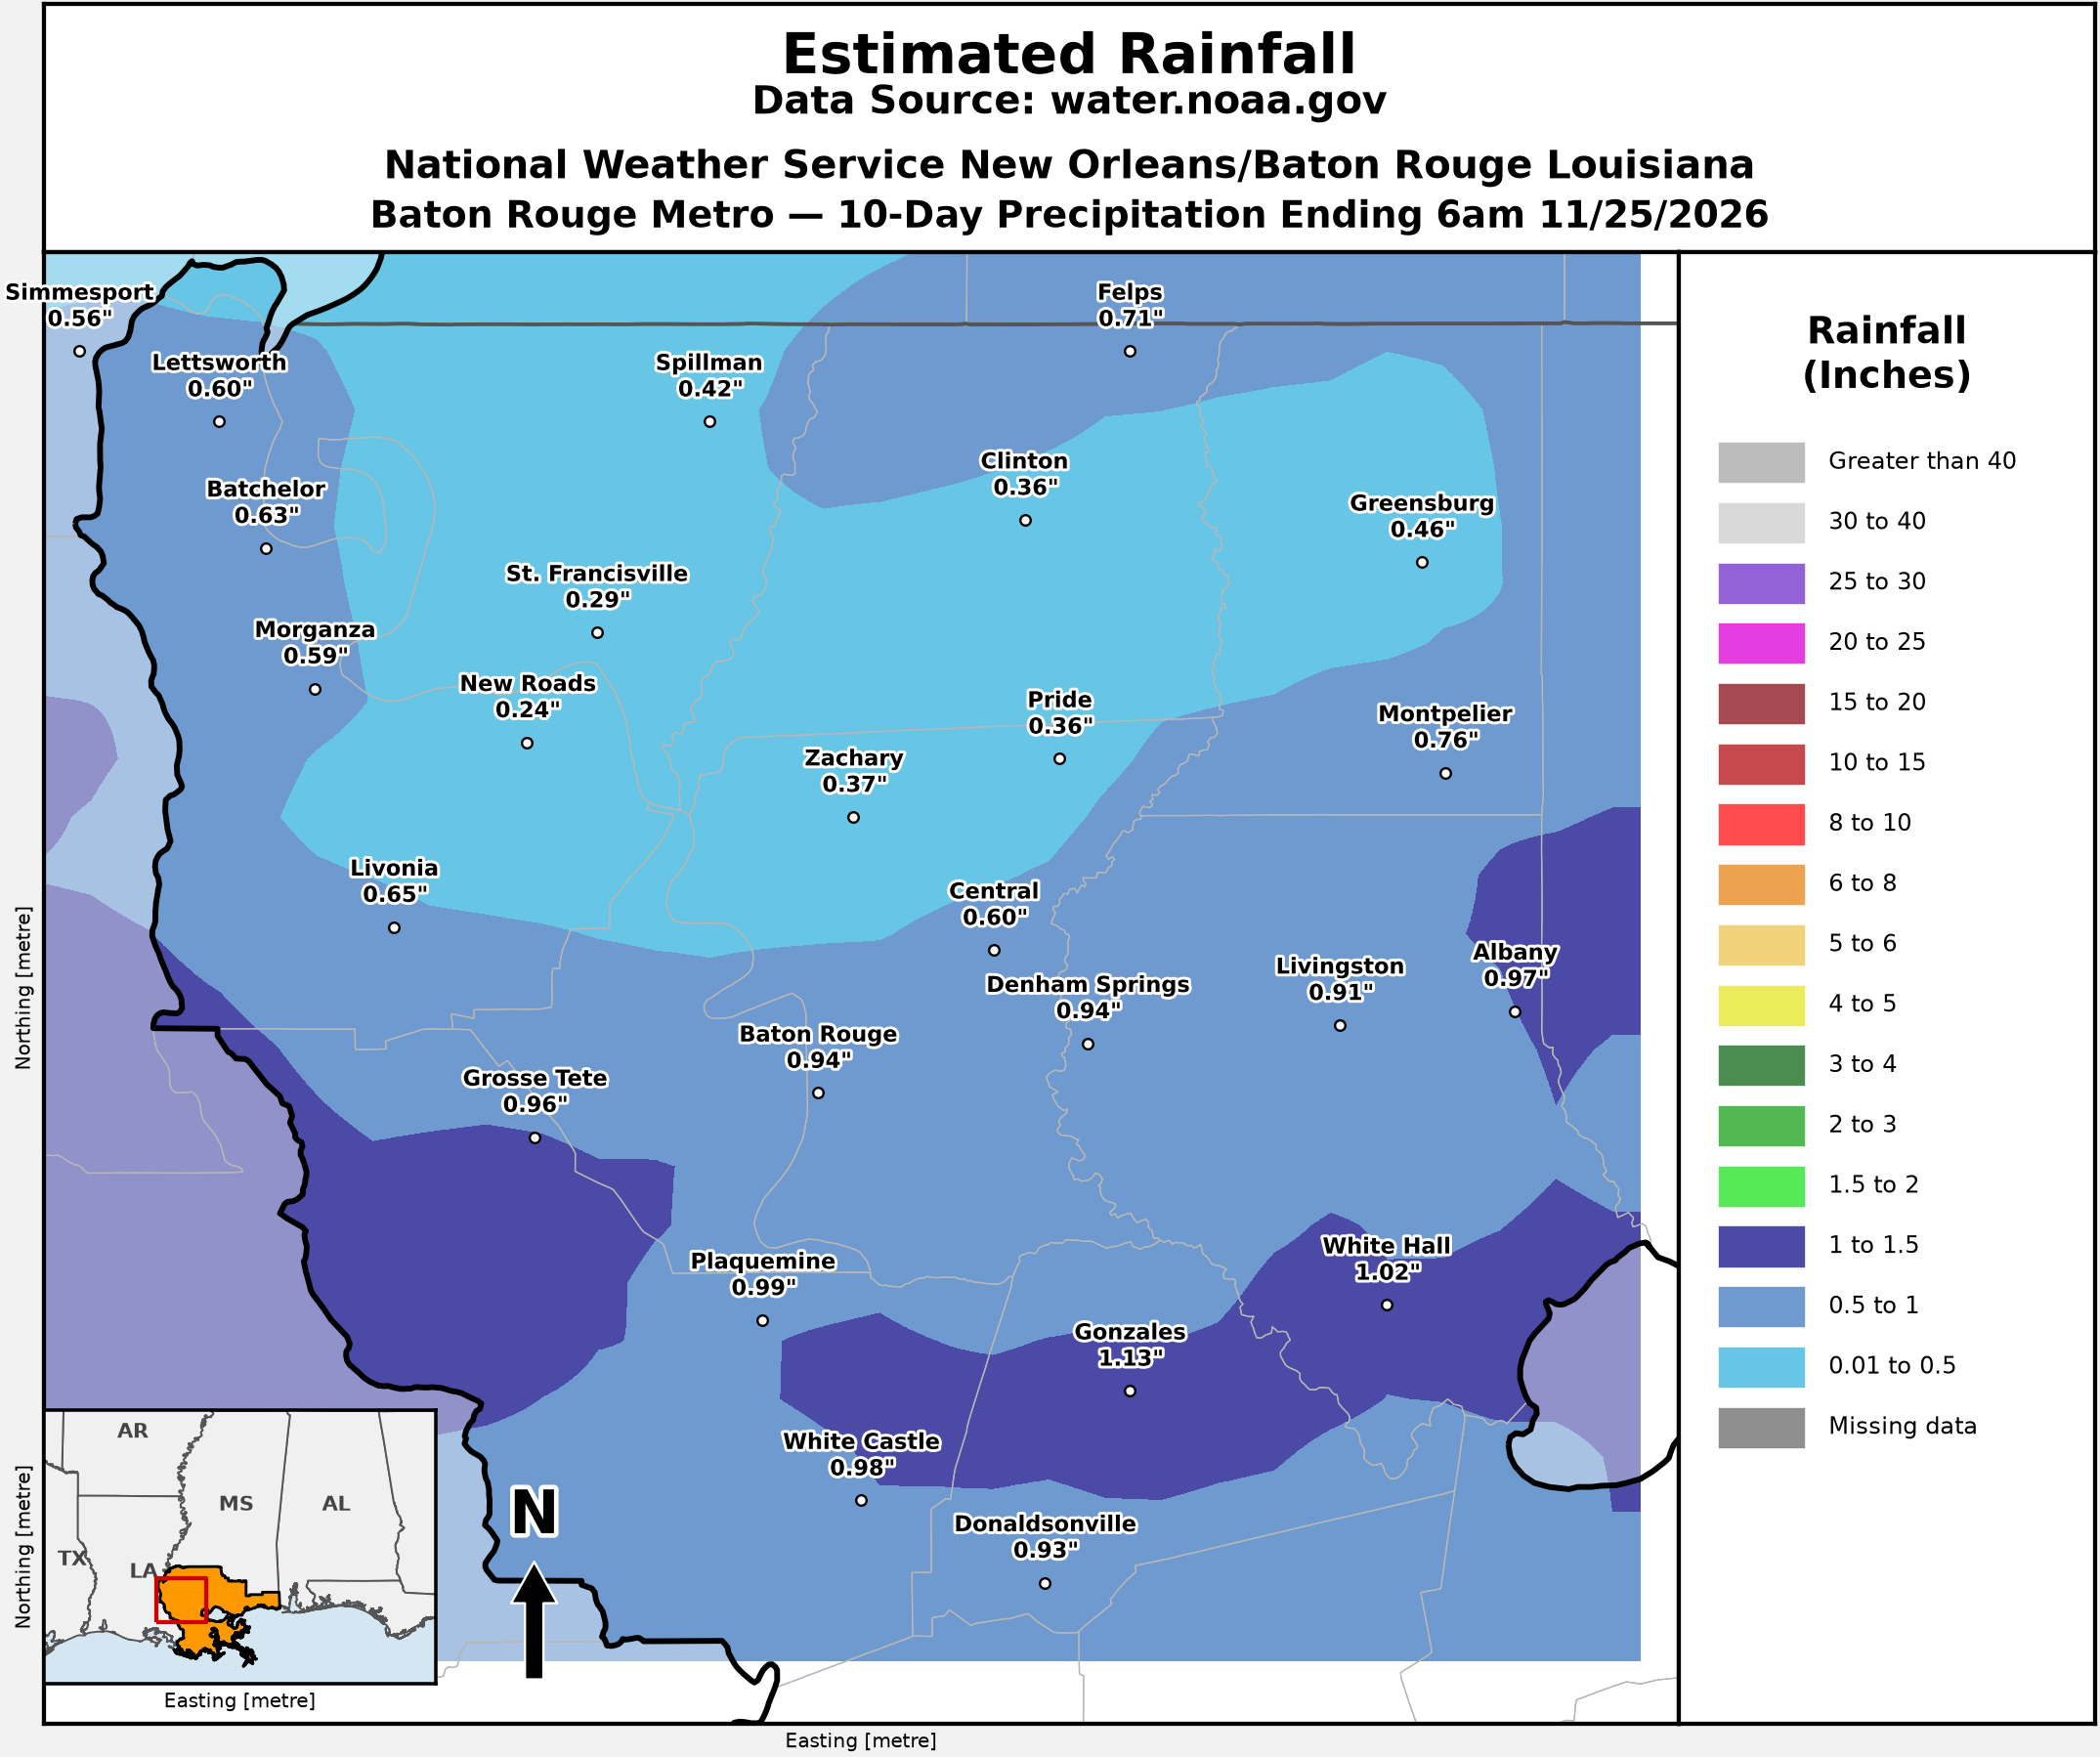 Estimated Rainfall
Data Source: water.noaa.gov
National Weather Service New Orleans/Baton Rouge Louisiana
Baton Rouge Metro — 10-Day Precipitation Ending 6am 11/25/2026
Simmesport
0.56"
Felps
0.71"
Lettsworth
0.60"
Spillman
0.42"
Clinton
0.36"
Batchelor
0.63"
Greensburg
0.46"
St. Francisville
0.29"
Morganza
0.59"
New Roads
0.24"
Pride
0.36"
Montpelier
0.76"
Zachary
0.37"
Livonia
0.65"
Central
0.60"
Albany
0.97"
Livingston
0.91"
Denham Springs
0.94"
Baton Rouge
0.94"
Grosse Tete
0.96"
White Hall
1.02"
Plaquemine
0.99"
Gonzales
1.13"
White Castle
0.98"
Donaldsonville
0.93"
N
Rainfall
(Inches)
Greater than 40
30 to 40
25 to 30
20 to 25
15 to 20
10 to 15
8 to 10
6 to 8
5 to 6
4 to 5
3 to 4
2 to 3
1.5 to 2
1 to 1.5
0.5 to 1
0.01 to 0.5
Missing data
AR
MS
AL
TX
LA
Northing [metre]
Northing [metre]
Easting [metre]
Easting [metre]